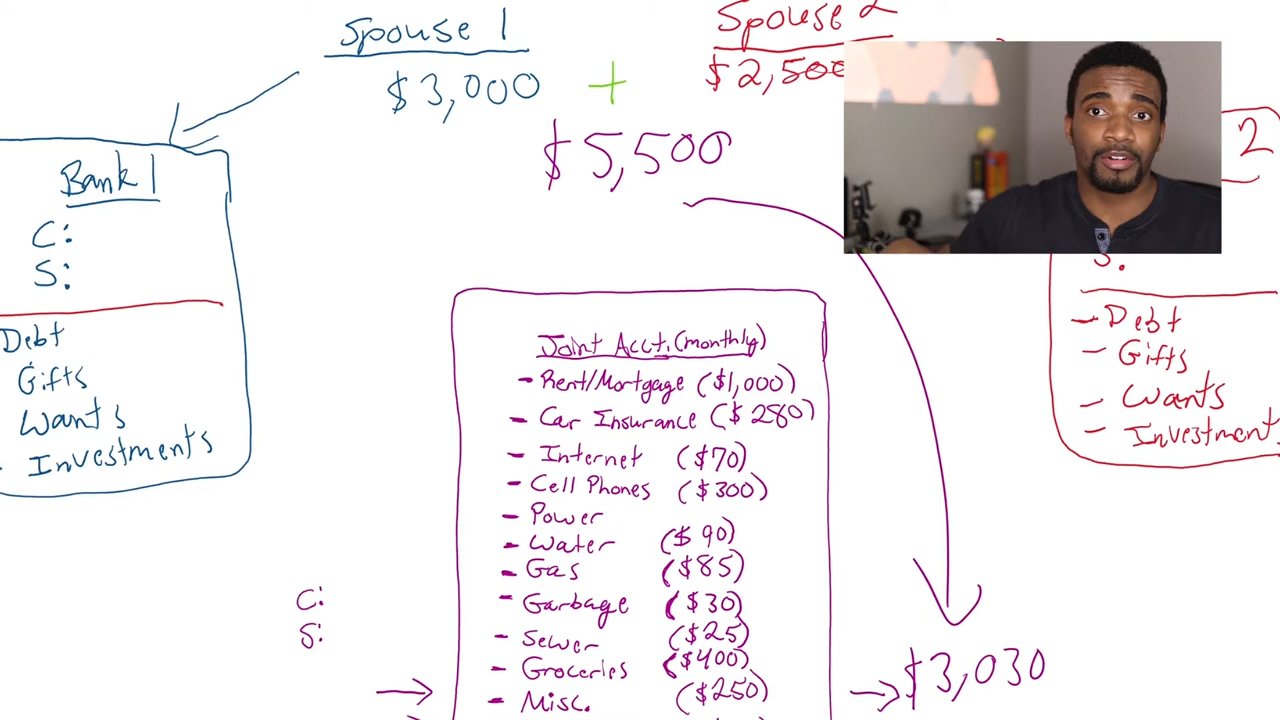 Spouse 1
$3,000
+
Spouse 2
$2,500
$5,500
Bank 1
C:
S:
Debt
Gifts
Wants
Investments
Joint Acct. (monthly)
- Rent/Mortgage ($1,000)
- Car Insurance ($280)
- Internet ($70)
- Cell Phones ($300)
- Power
- Water ($90)
- Gas ($85)
- Garbage ($30)
- Sewer ($25)
- Groceries ($400)
- Misc. ($250)
C:
S:
$3,030
2
S:
- Debt
- Gifts
- Wants
- Investment